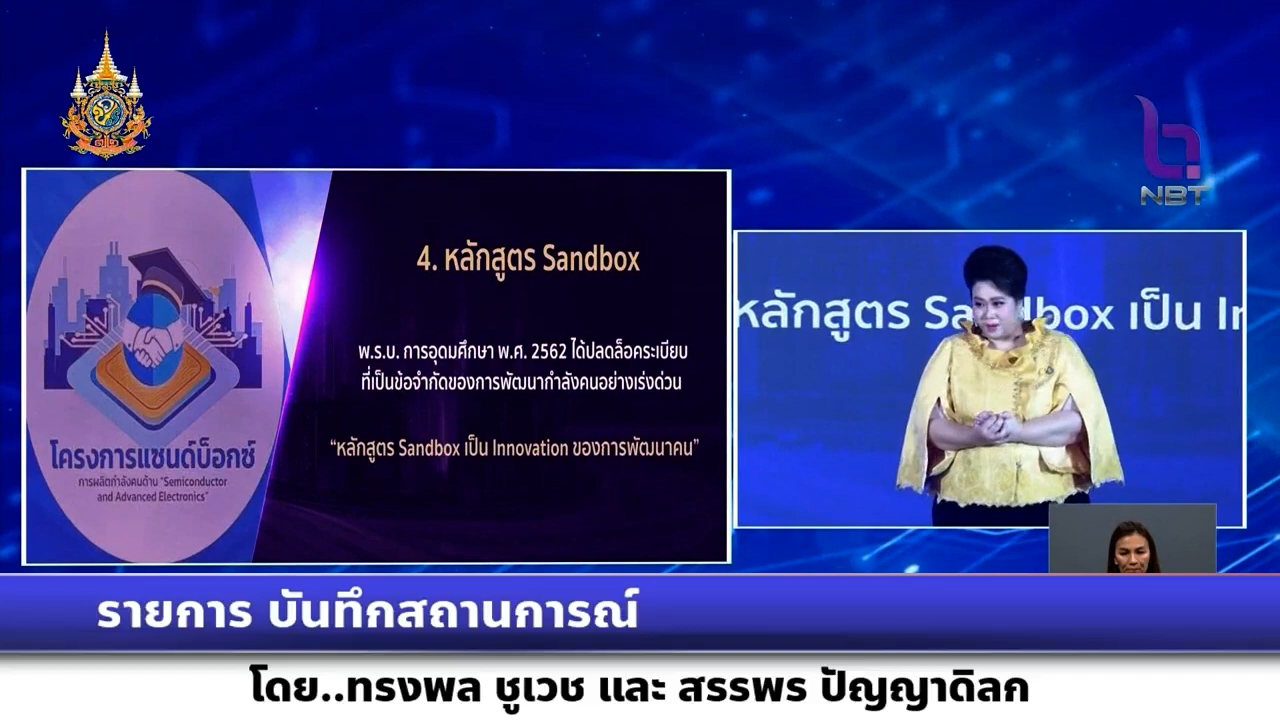 NBT
4. หลักสูตร Sandbox
พ.ร.บ. การอุดมศึกษา พ.ศ. 2562 ได้ปลดล็อคระเบียบ
ที่เป็นข้อจำกัดของการพัฒนากำลังคนอย่างเร่งด่วน
“หลักสูตร Sandbox เป็น Innovation ของการพัฒนาคน”
โครงการแซนด์บ็อกซ์
การผลิตกำลังคนด้าน “Semiconductor
and Advanced Electronics”
หลักสูตร Sandbox เป็น In
รายการ บันทึกสถานการณ์
โดย..ทรงพล ชูเวช และ สรรพร ปัญญาดิลก